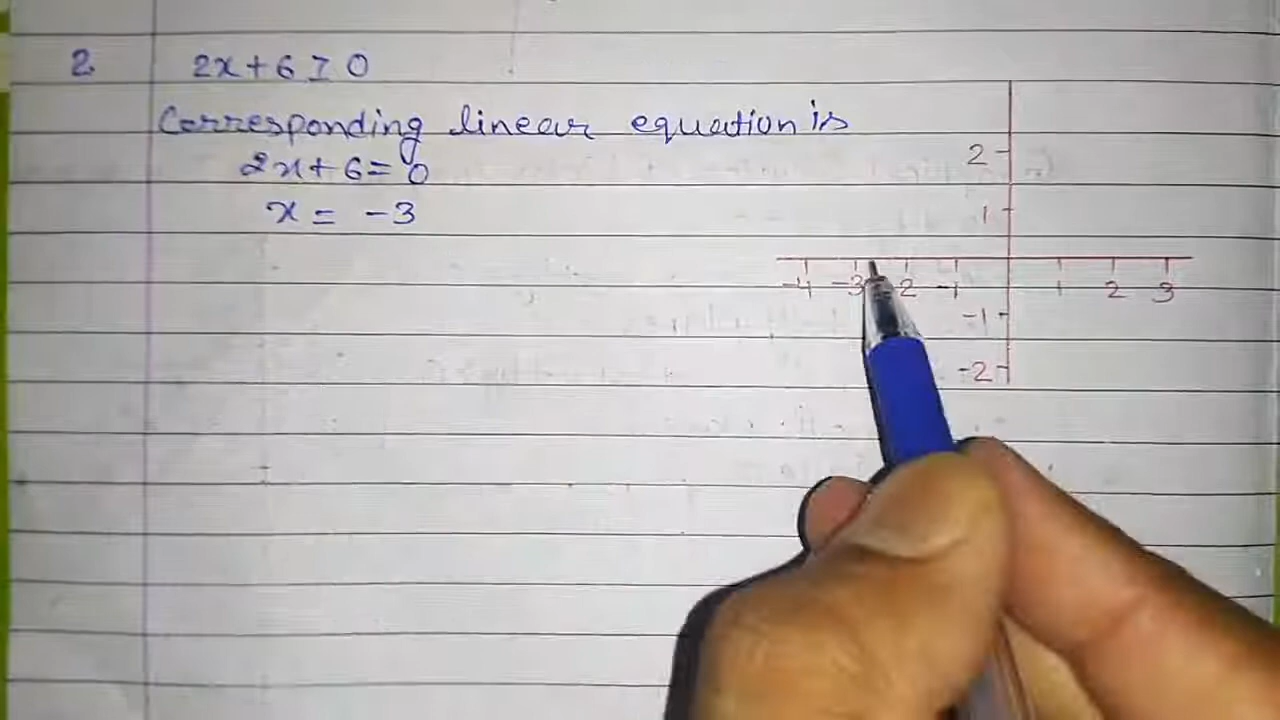 2. 2x + 6 ≥ 0
Corresponding linear equation is
2x + 6 = 0
x = -3
2
1
-4 -3 -2 -1 1 2 3
-1
-2